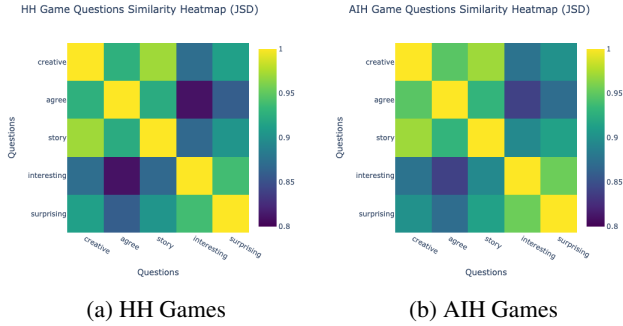 HH Game Questions Similarity Heatmap (JSD)
creative
agree
story
interesting
surprising
Questions
creative
agree
story
interesting
surprising
Questions
1
0.95
0.9
0.85
0.8
(a) HH Games
AIH Game Questions Similarity Heatmap (JSD)
creative
agree
story
interesting
surprising
Questions
creative
agree
story
interesting
surprising
Questions
1
0.95
0.9
0.85
0.8
(b) AIH Games